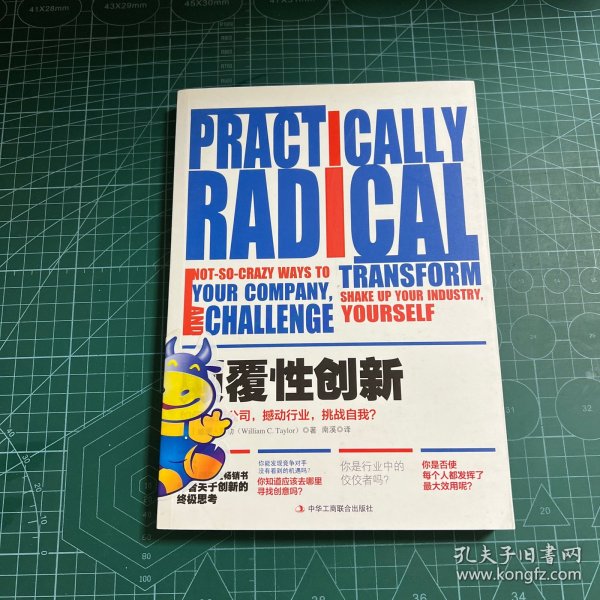 41X28mm
43X29mm
45X30mm
PRACTICALLY
RADICAL
NOT-SO-CRAZY WAYS TO
TRANSFORM
YOUR COMPANY,
SHAKE UP YOUR INDUSTRY,
AND CHALLENGE YOURSELF
覆性创新
公司,撼动行业,挑战自我?
(William C. Taylor)◎著 南溪◎译
畅销书
着关于创新的
终极思考
你能发现竞争对手
没有看到的机遇吗?
你知道应该去哪里
寻找创意吗?
你是行业中的
佼佼者吗?
你是否使
每个人都发挥了
最大效用呢?
中华工商联合出版社
孔夫子旧书网
www.kongfz.com